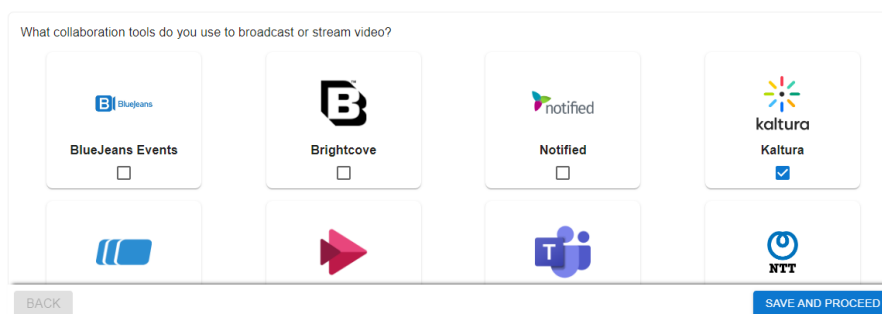 What collaboration tools do you use to broadcast or stream video?
B BlueJeans
B™
notified
kaltura
BlueJeans Events
Brightcove
Notified
Kaltura
T
NTT
BACK
SAVE AND PROCEED